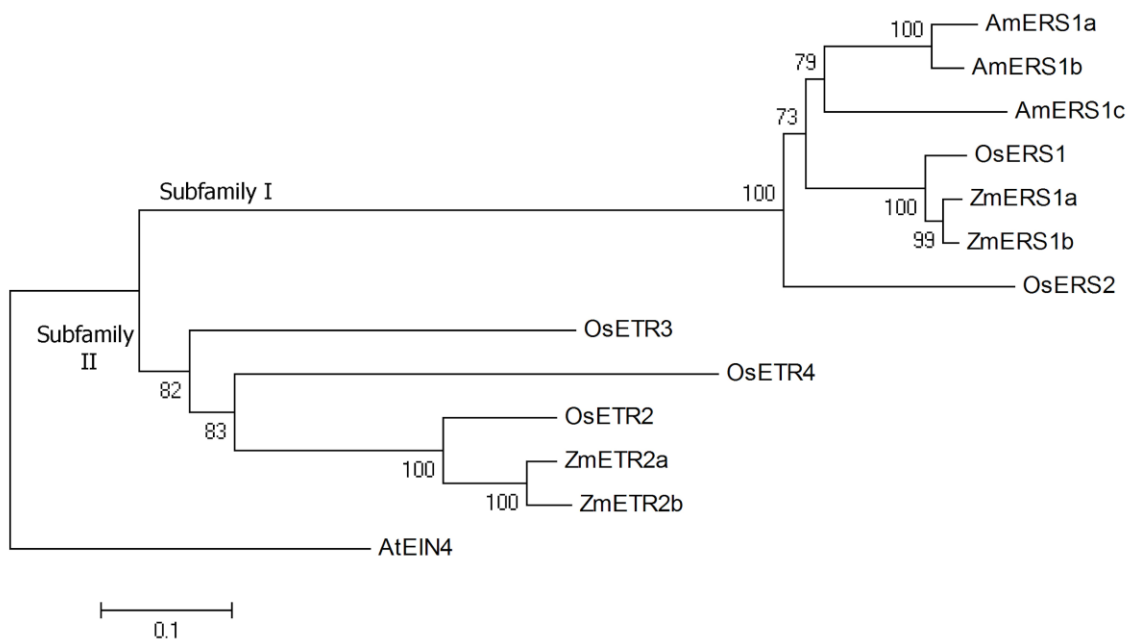 100
AmERS1a
79
AmERS1b
AmERS1c
73
OsERS1
Subfamily I
100
ZmERS1a
100
ZmERS1b
99
OsERS2
Subfamily
II
OsETR3
82
OsETR4
83
OsETR2
100
ZmETR2a
100
ZmETR2b
AtEIN4
0.1